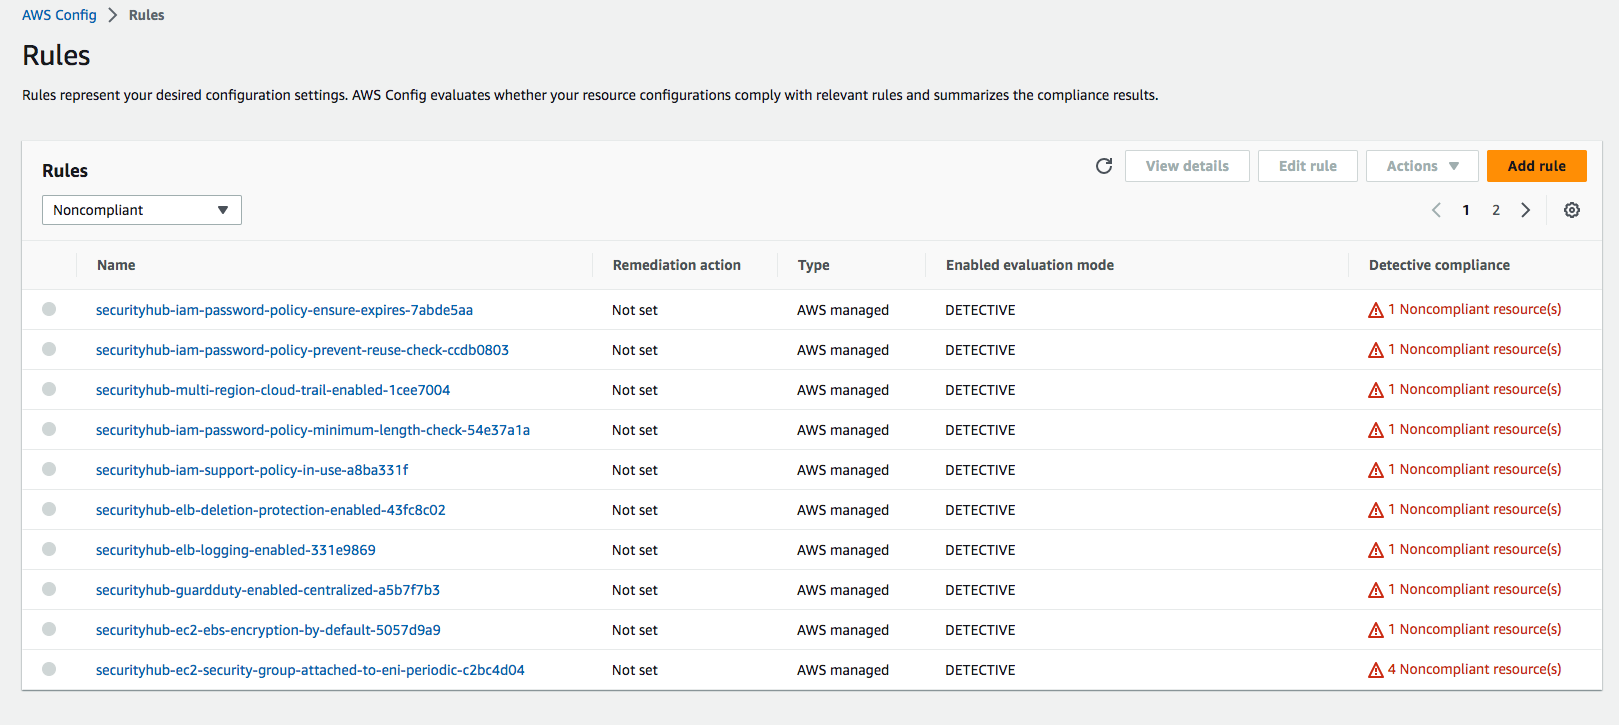 AWS Config > Rules
Rules
Rules represent your desired configuration settings. AWS Config evaluates whether your resource configurations comply with relevant rules and summarizes the compliance results.
Rules
View details Edit rule Actions Add rule
Noncompliant
1 2
Name Remediation action Type Enabled evaluation mode Detective compliance
securityhub-iam-password-policy-ensure-expires-7abde5aa Not set AWS managed DETECTIVE 1 Noncompliant resource(s)
securityhub-iam-password-policy-prevent-reuse-check-ccdb0803 Not set AWS managed DETECTIVE 1 Noncompliant resource(s)
securityhub-multi-region-cloud-trail-enabled-1cee7004 Not set AWS managed DETECTIVE 1 Noncompliant resource(s)
securityhub-iam-password-policy-minimum-length-check-54e37a1a Not set AWS managed DETECTIVE 1 Noncompliant resource(s)
securityhub-iam-support-policy-in-use-a8ba331f Not set AWS managed DETECTIVE 1 Noncompliant resource(s)
securityhub-elb-deletion-protection-enabled-43fc8c02 Not set AWS managed DETECTIVE 1 Noncompliant resource(s)
securityhub-elb-logging-enabled-331e9869 Not set AWS managed DETECTIVE 1 Noncompliant resource(s)
securityhub-guardduty-enabled-centralized-a5b7f7b3 Not set AWS managed DETECTIVE 1 Noncompliant resource(s)
securityhub-ec2-ebs-encryption-by-default-5057d9a9 Not set AWS managed DETECTIVE 1 Noncompliant resource(s)
securityhub-ec2-security-group-attached-to-eni-periodic-c2bc4d04 Not set AWS managed DETECTIVE 4 Noncompliant resource(s)